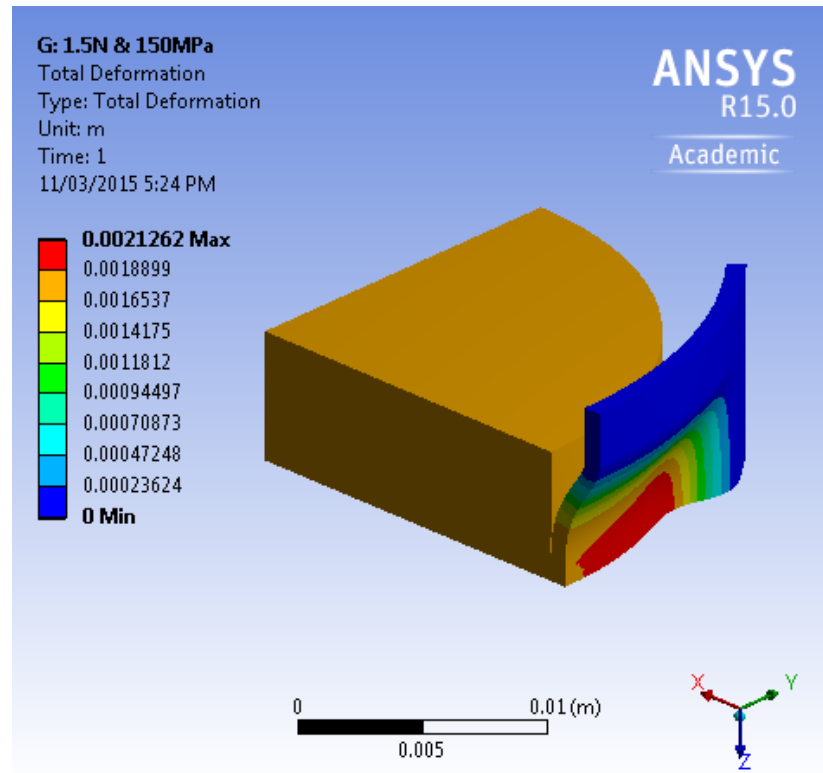 G: 1.5N & 150MPa
Total Deformation
Type: Total Deformation
Unit: m
Time: 1
11/03/2015 5:24 PM
ANSYS
R15.0
Academic
0.0021262 Max
0.0018899
0.0016537
0.0014175
0.0011812
0.00094497
0.00070873
0.00047248
0.00023624
0 Min
0
0.01 (m)
0.005
X
Y
Z